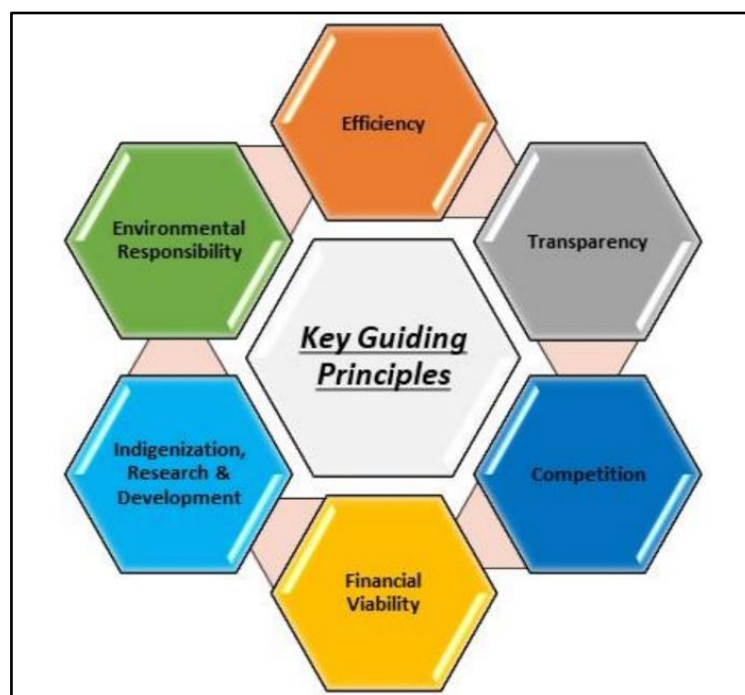 Efficiency
Environmental
Responsibility
Transparency
Key Guiding
Principles
Indigenization,
Research &
Development
Competition
Financial
Viability